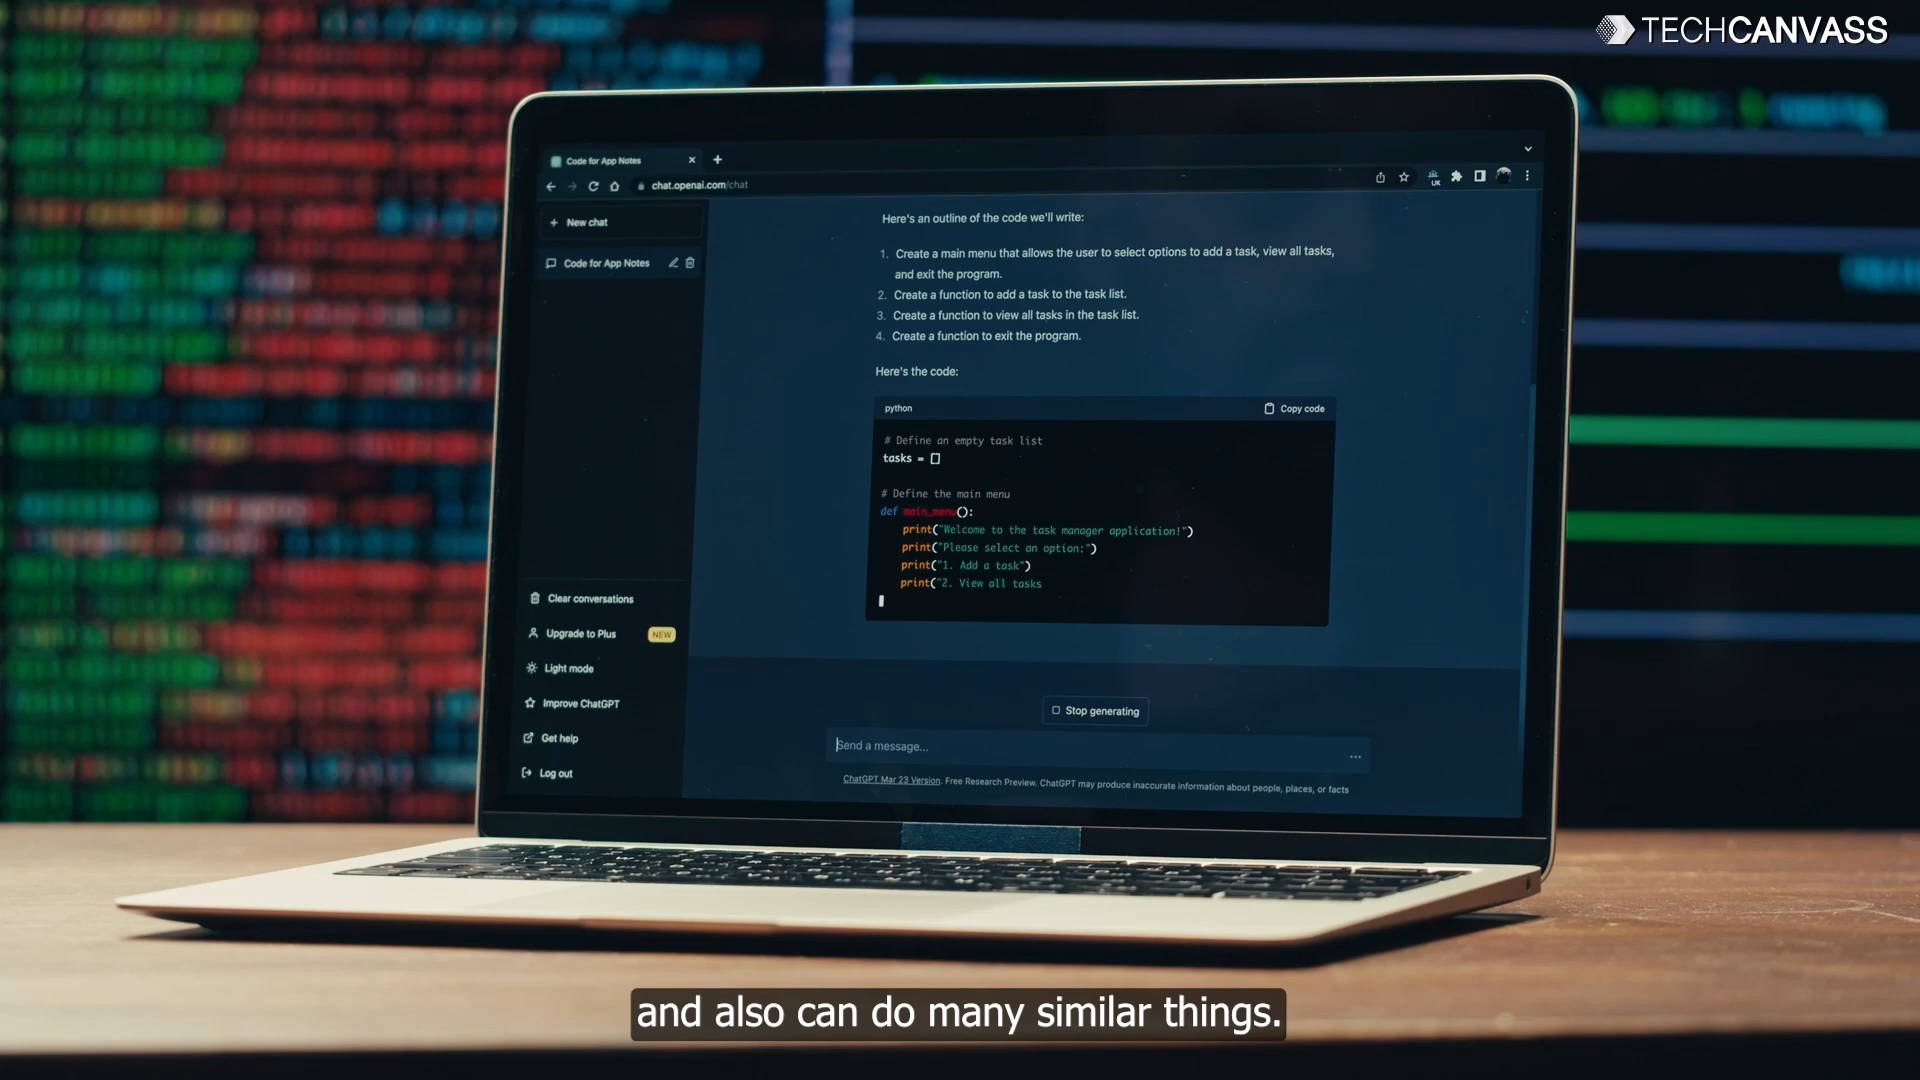 TECHCANVASS
Code for App Notes
chat.openai.com/chat
UK
New chat
Code for App Notes
Here's an outline of the code we'll write:
1. Create a main menu that allows the user to select options to add a task, view all tasks,
and exit the program.
2. Create a function to add a task to the task list.
3. Create a function to view all tasks in the task list.
4. Create a function to exit the program.
Here's the code:
python
Copy code
# Define an empty task list
tasks = []
# Define the main menu
def main_menu():
print("Welcome to the task manager application!")
print("Please select an option:")
print("1. Add a task")
print("2. View all tasks
Clear conversations
Upgrade to Plus
NEW
Light mode
Improve ChatGPT
Get help
Log out
Stop generating
Send a message...
ChatGPT Mar 23 Version. Free Research Preview. ChatGPT may produce inaccurate information about people, places, or facts
and also can do many similar things.